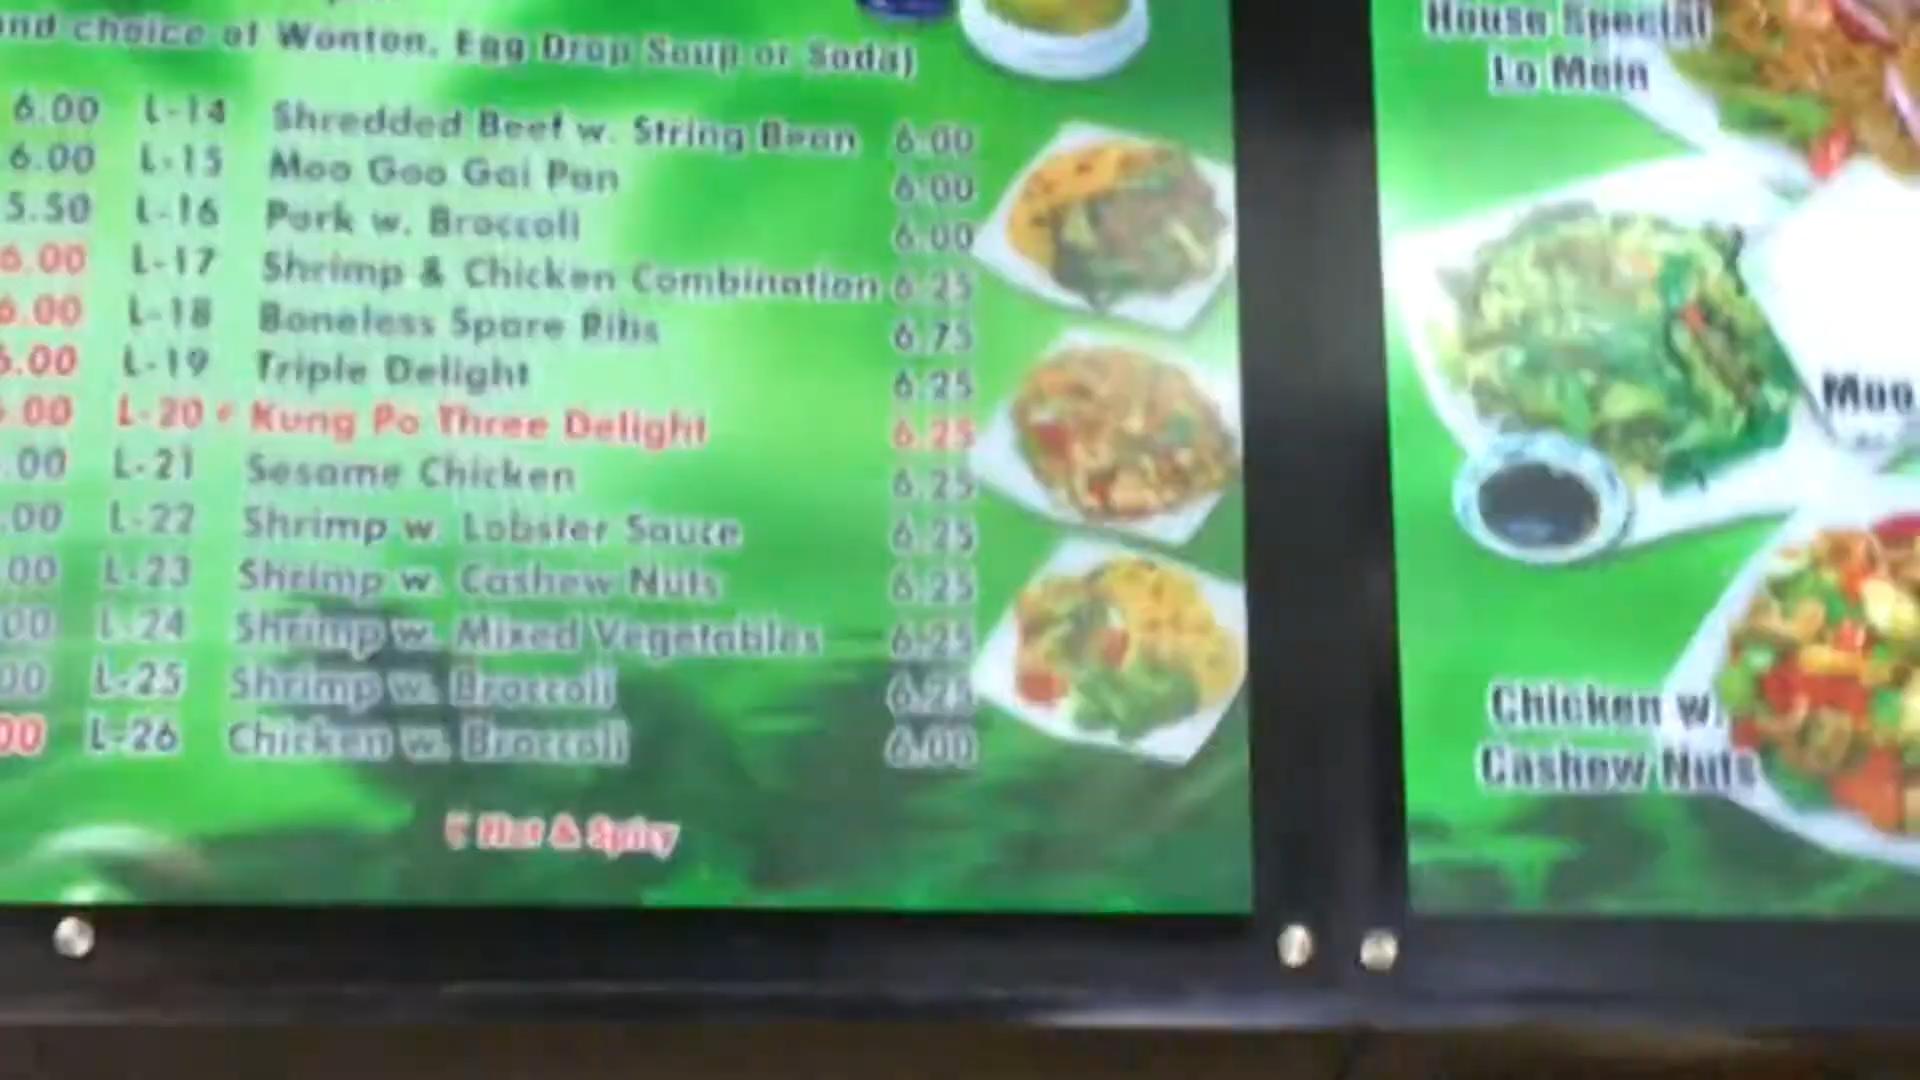 and choice of Wonton, Egg Drop Soup or Soda)
6.00 L-14 Shredded Beef w. String Bean 6.00
6.00 L-15 Moo Goo Gai Pan 6.00
5.50 L-16 Pork w. Broccoli 6.00
6.00 L-17 Shrimp & Chicken Combination 6.25
6.00 L-18 Boneless Spare Ribs 6.75
6.00 L-19 Triple Delight 6.25
.00 L-20 Kung Po Three Delight 6.25
.00 L-21 Sesame Chicken 6.25
.00 L-22 Shrimp w. Lobster Sauce 6.25
00 L-23 Shrimp w. Cashew Nuts 6.25
00 L-24 Shrimp w. Mixed Vegetables 6.25
00 L-25 Shrimp w. Broccoli 6.25
00 L-26 Chicken w. Broccoli 6.00
Hot & Spicy
House Special
Lo Mein
Moo
Chicken w.
Cashew Nuts